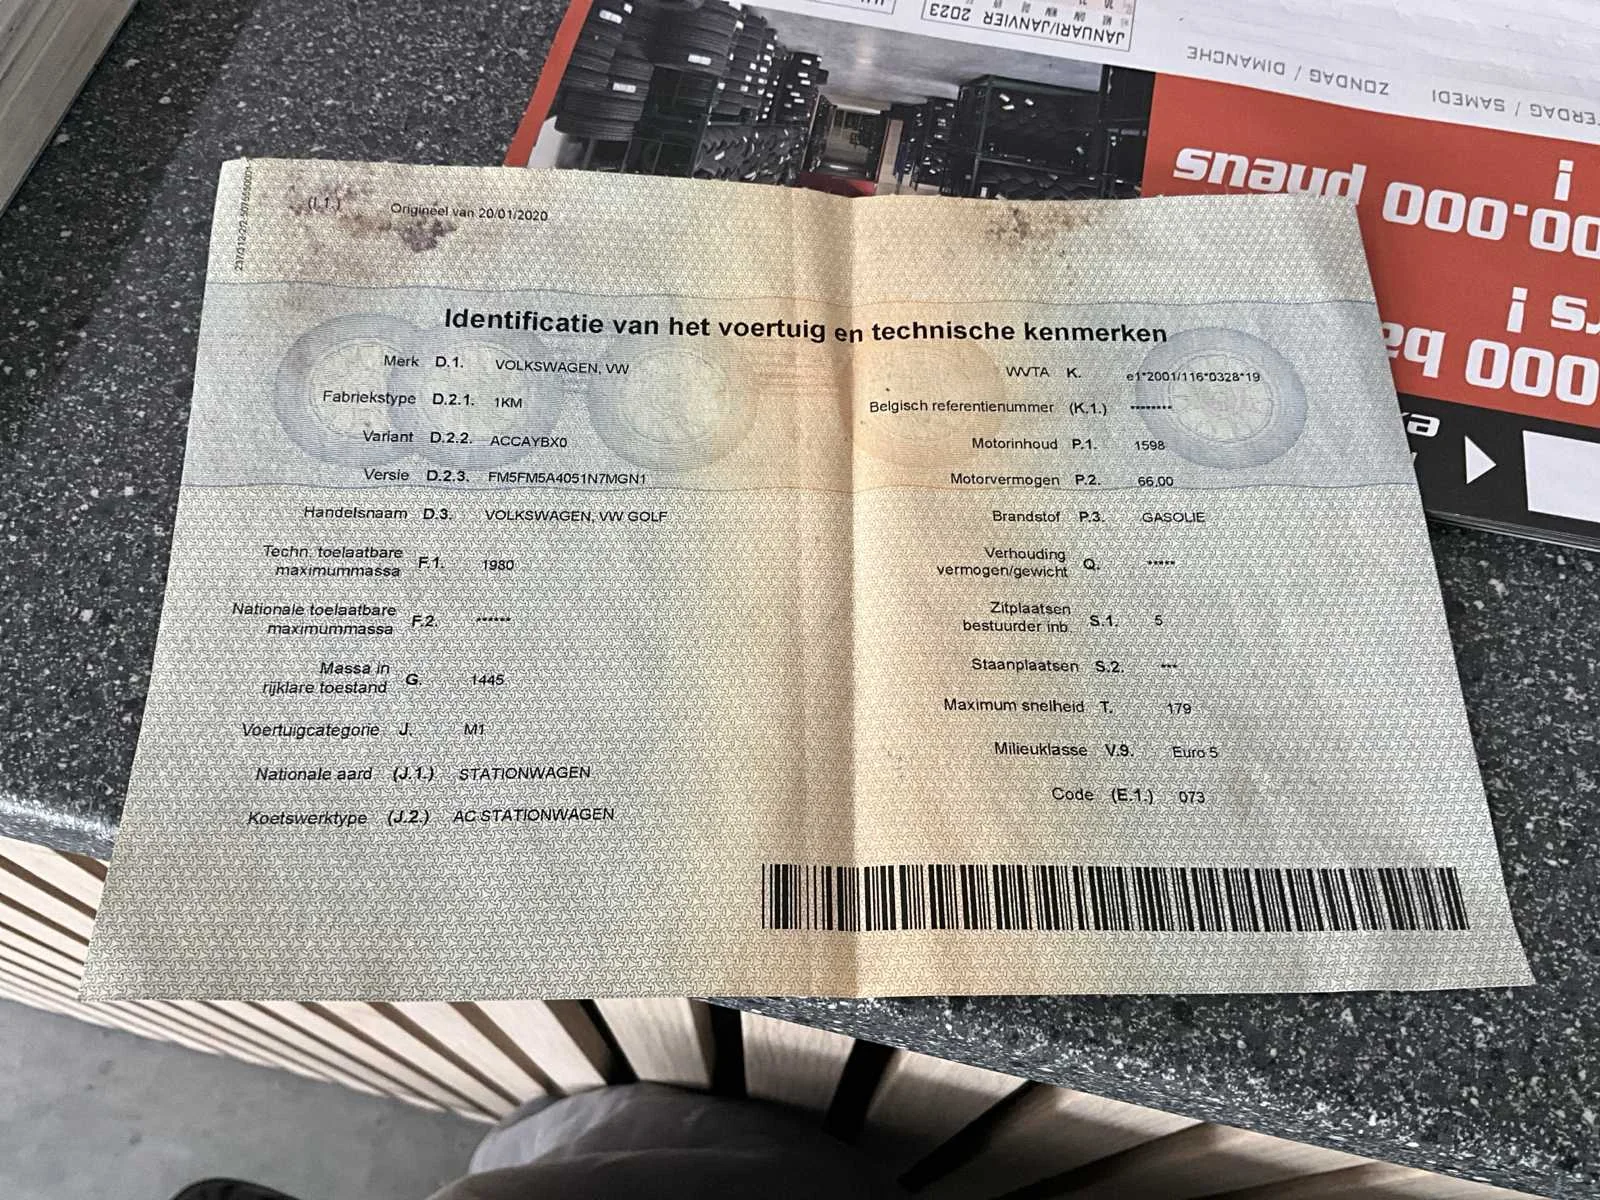 JANUARI/JANVIER 2023
ZONDAG / DIMANCHE
ERDAG / SAMEDI
pneus
(I.1.) Origineel van 20/01/2020
Identificatie van het voertuig en technische kenmerken
Merk D.1. VOLKSWAGEN, VW
Fabriekstype D.2.1. 1KM
Variant D.2.2. ACCAYBX0
Versie D.2.3. FM5FM5A4051N7MGN1
Handelsnaam D.3. VOLKSWAGEN, VW GOLF
Techn. toelaatbare
maximummassa F.1. 1980
Nationale toelaatbare
maximummassa F.2. ******
Massa in
rijklare toestand G. 1445
Voertuigcategorie J. M1
Nationale aard (J.1.) STATIONWAGEN
Koetswerktype (J.2.) AC STATIONWAGEN
WVTA K. e1*2001/116*0328*19
Belgisch referentienummer (K.1.) ********
Motorinhoud P.1. 1598
Motorvermogen P.2. 66,00
Brandstof P.3. GASOLIE
Verhouding
vermogen/gewicht Q. *****
Zitplaatsen
bestuurder inb. S.1. 5
Staanplaatsen S.2. ***
Maximum snelheid T. 179
Milieuklasse V.9. Euro 5
Code (E.1.) 073